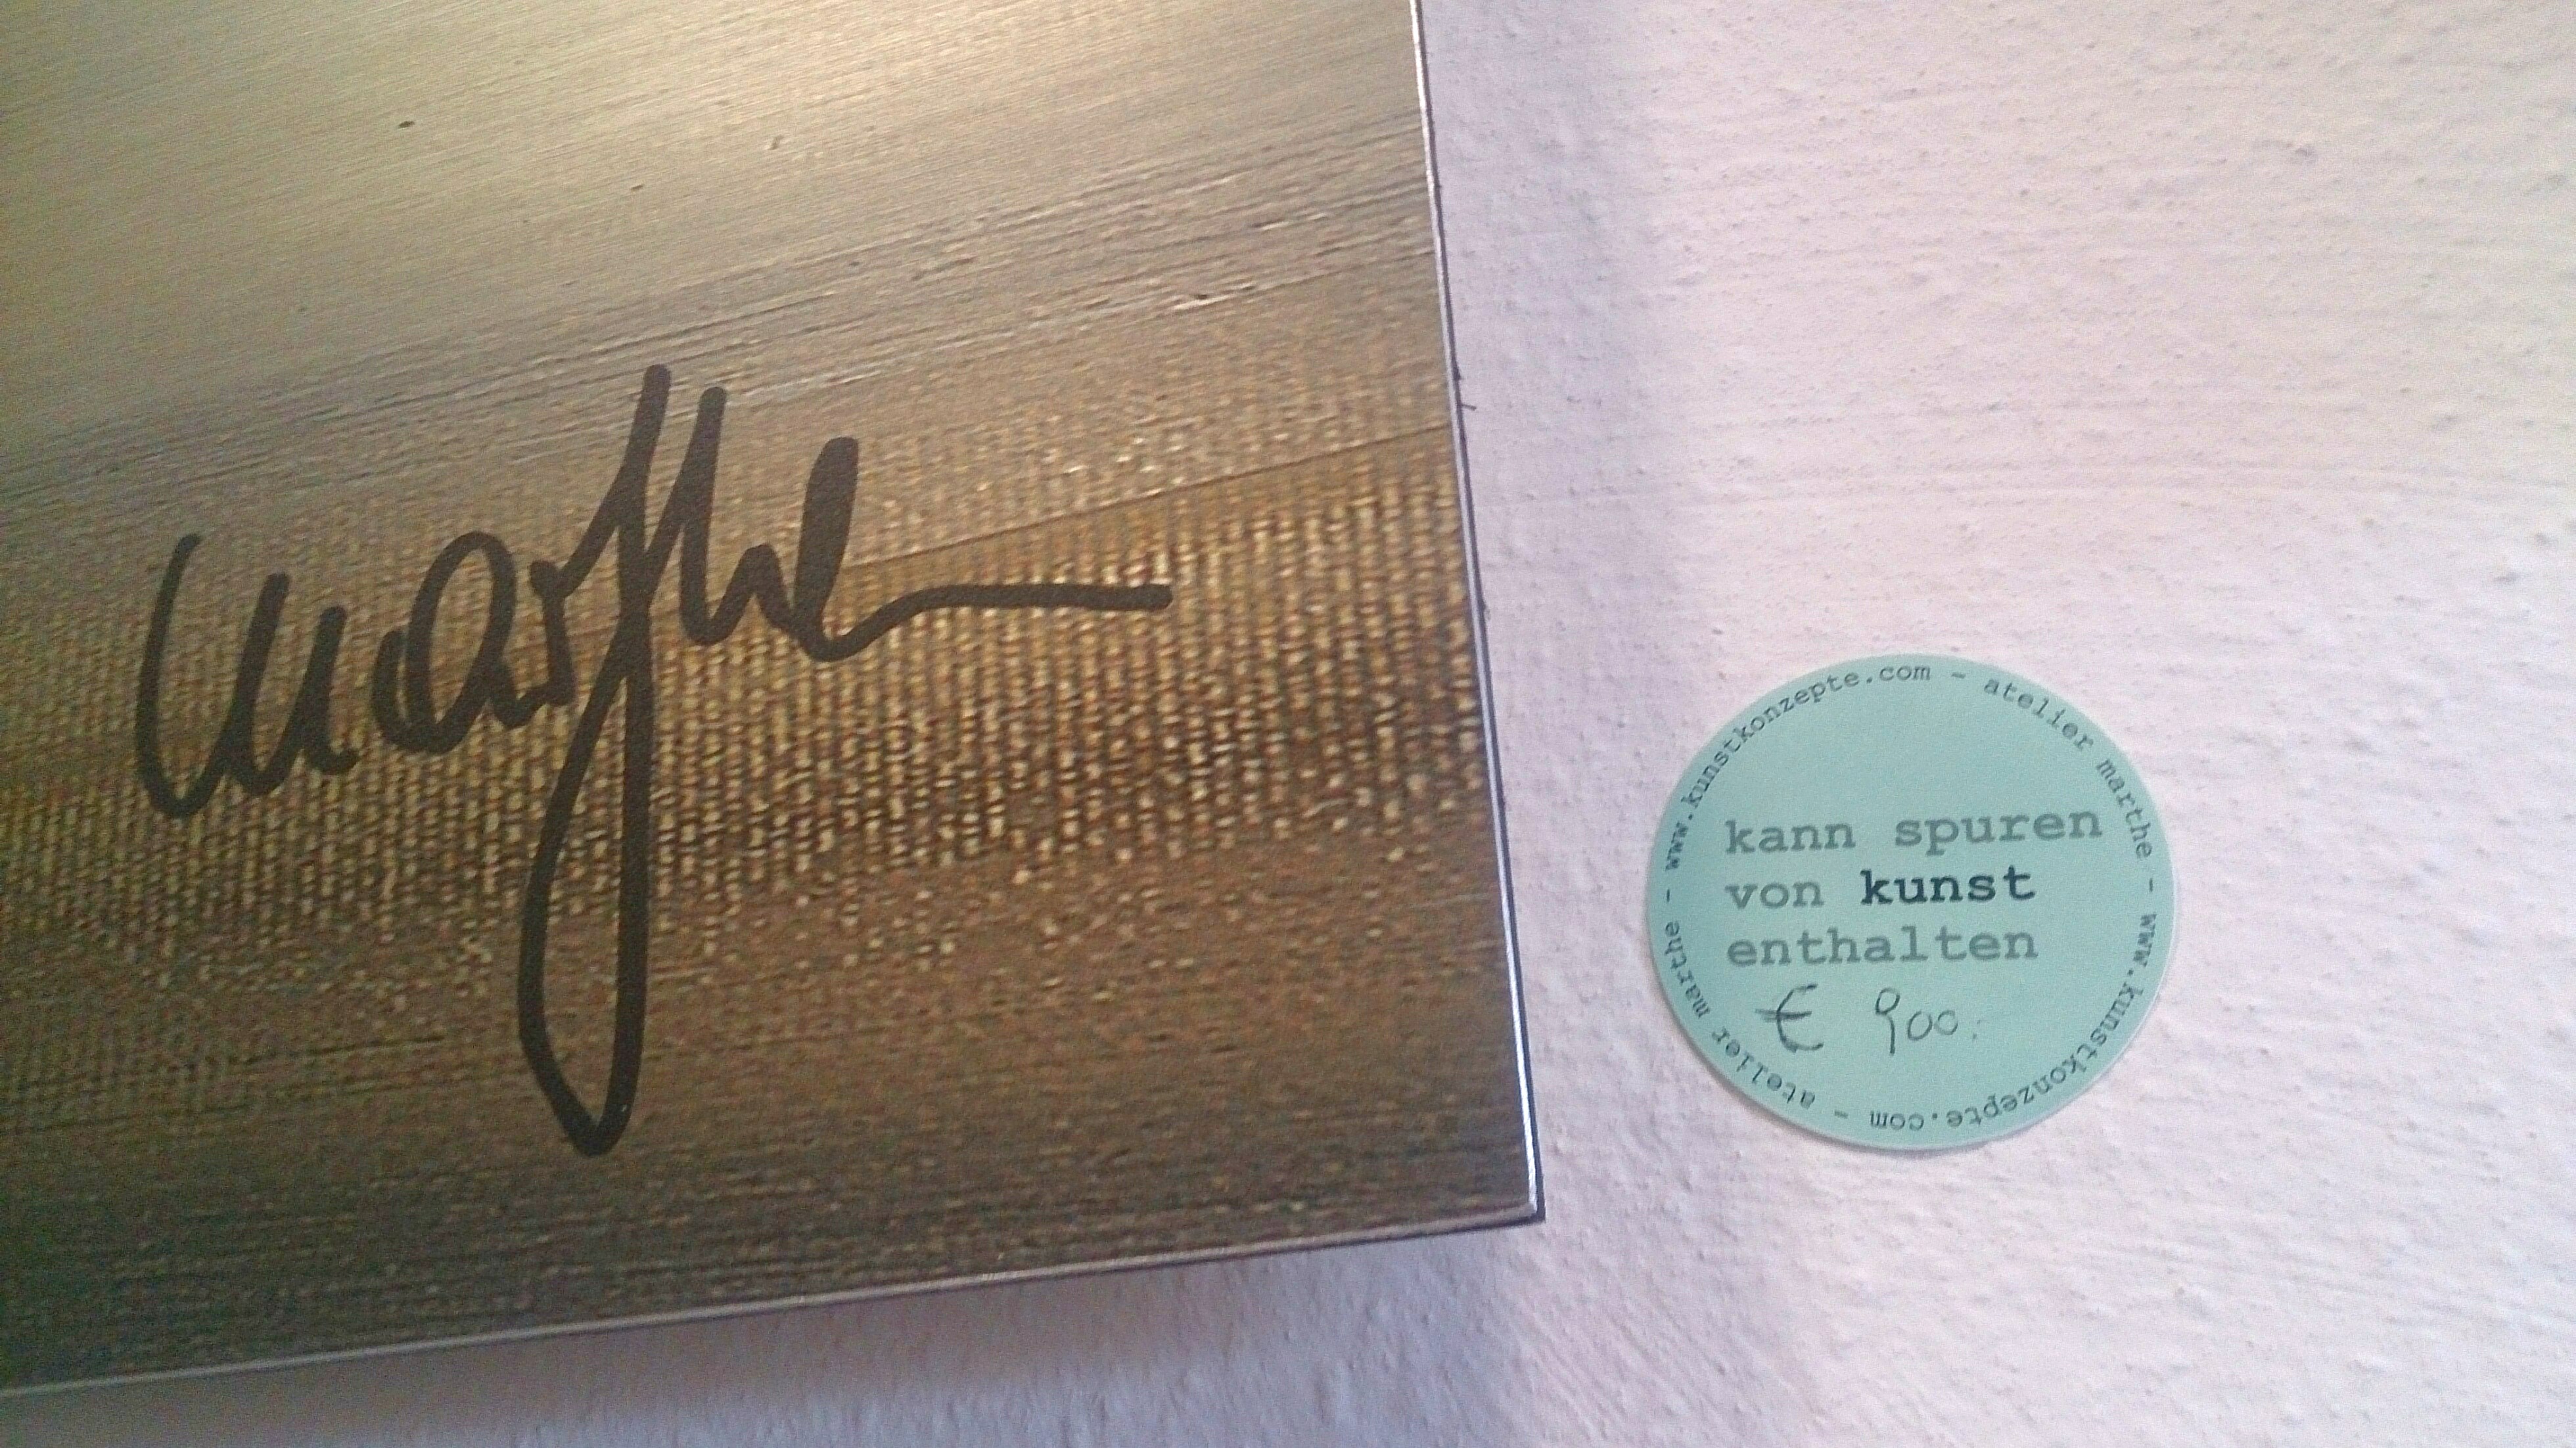 marthe
kann spuren
von kunst
enthalten
€ 900.
www.kunstkonzepte.com - atelier marthe - www.kunstkonzepte.com - atelier marthe -